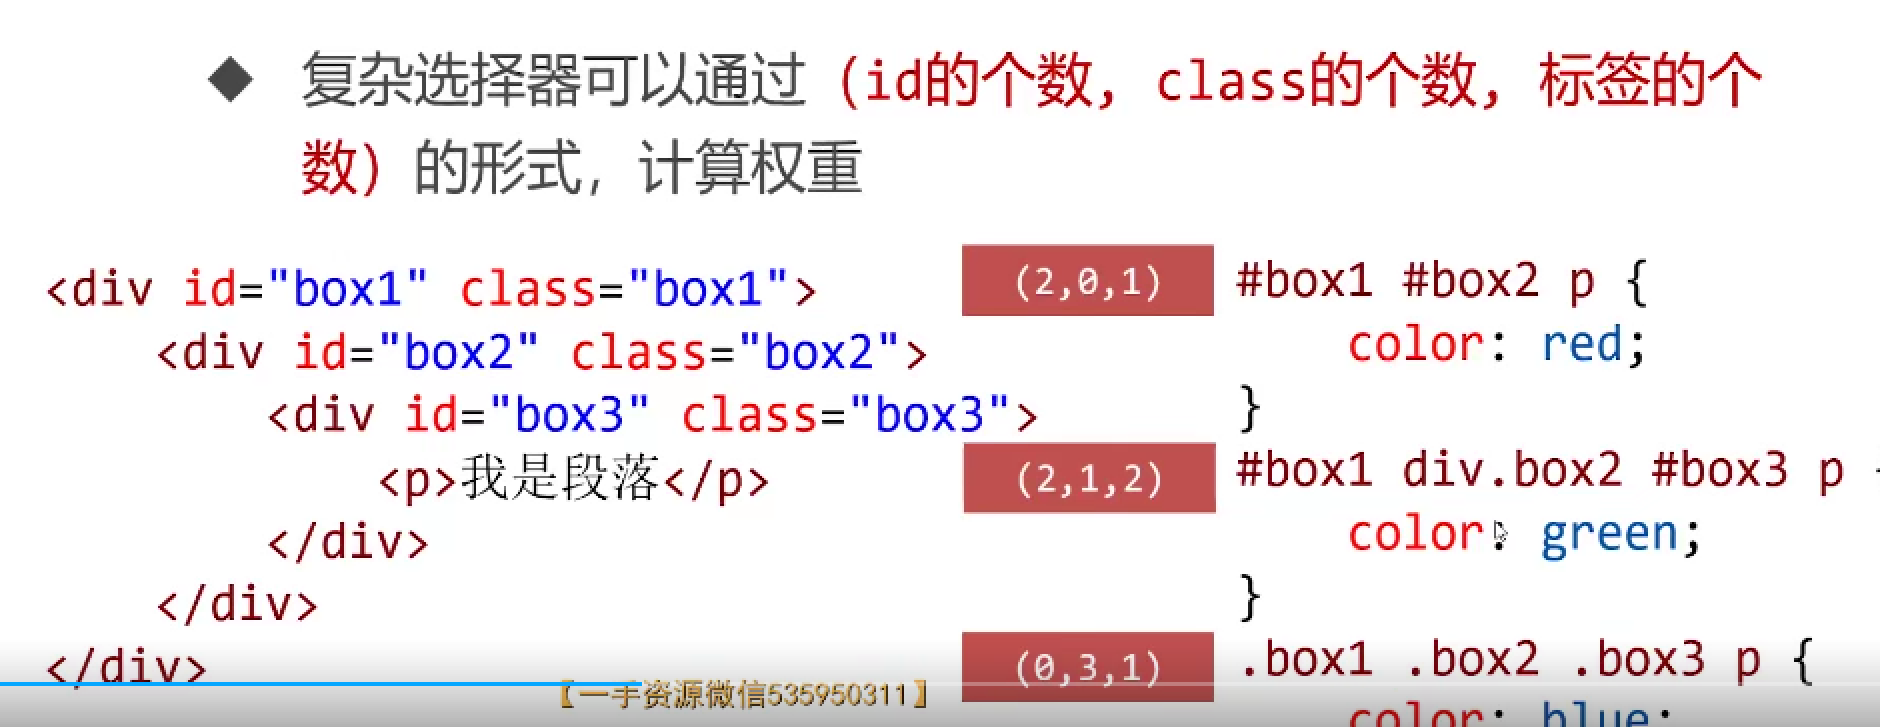 ◆ 复杂选择器可以通过（id的个数，class的个数，标签的个
数）的形式，计算权重
<div id="box1" class="box1">
<div id="box2" class="box2">
<div id="box3" class="box3">
<p>我是段落</p>
</div>
</div>
</div>
(2,0,1) #box1 #box2 p {
color: red;
}
(2,1,2) #box1 div.box2 #box3 p {
color: green;
}
(0,3,1) .box1 .box2 .box3 p {
color: blue;
【一手资源微信535950311】